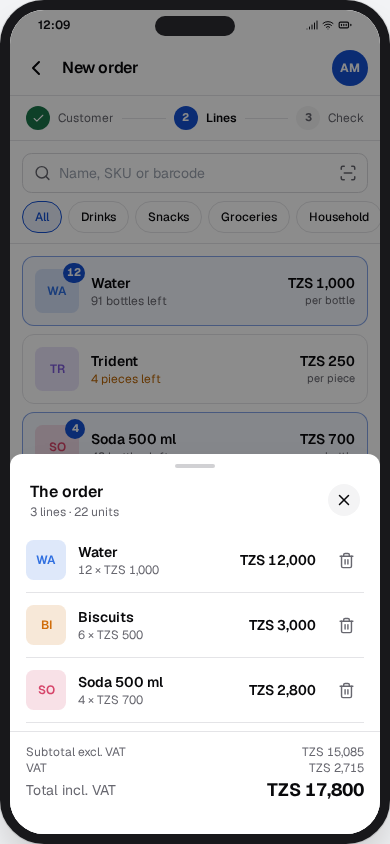 12:09
New order
AM
Customer
2 Lines
3 Check
Name, SKU or barcode
All Drinks Snacks Groceries Household
12
WA
Water
91 bottles left
TZS 1,000
per bottle
TR
Trident
4 pieces left
TZS 250
per piece
4
SO
Soda 500 ml
TZS 700
The order
3 lines · 22 units
WA
Water
12 × TZS 1,000
TZS 12,000
BI
Biscuits
6 × TZS 500
TZS 3,000
SO
Soda 500 ml
4 × TZS 700
TZS 2,800
Subtotal excl. VAT TZS 15,085
VAT TZS 2,715
Total incl. VAT TZS 17,800